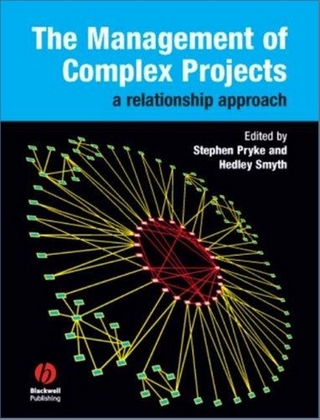 The Management of
Complex Projects
a relationship approach
Edited by
Stephen Pryke and
Hedley Smyth
Blackwell
Publishing